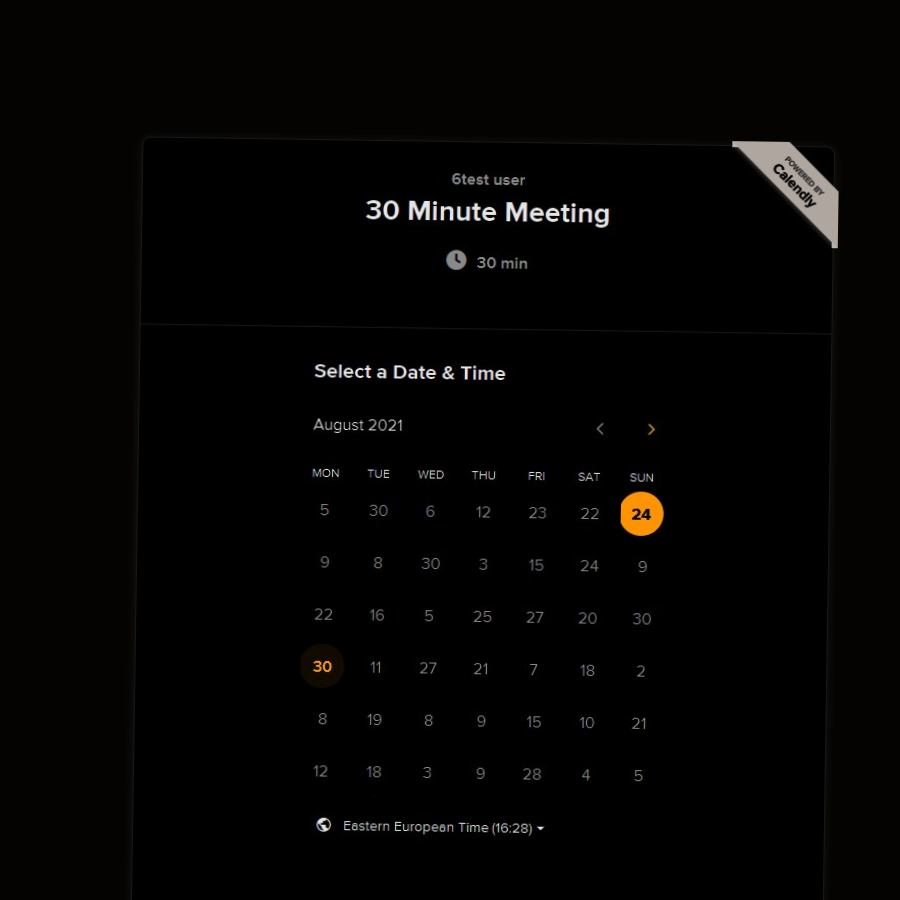 POWERED BY
Calendly
6test user
30 Minute Meeting
30 min
Select a Date & Time
August 2021
MON TUE WED THU FRI SAT SUN
5 30 6 12 23 22 24
9 8 30 3 15 24 9
22 16 5 25 27 20 30
30 11 27 21 7 18 2
8 19 8 9 15 10 21
12 18 3 9 28 4 5
Eastern European Time (16:28)